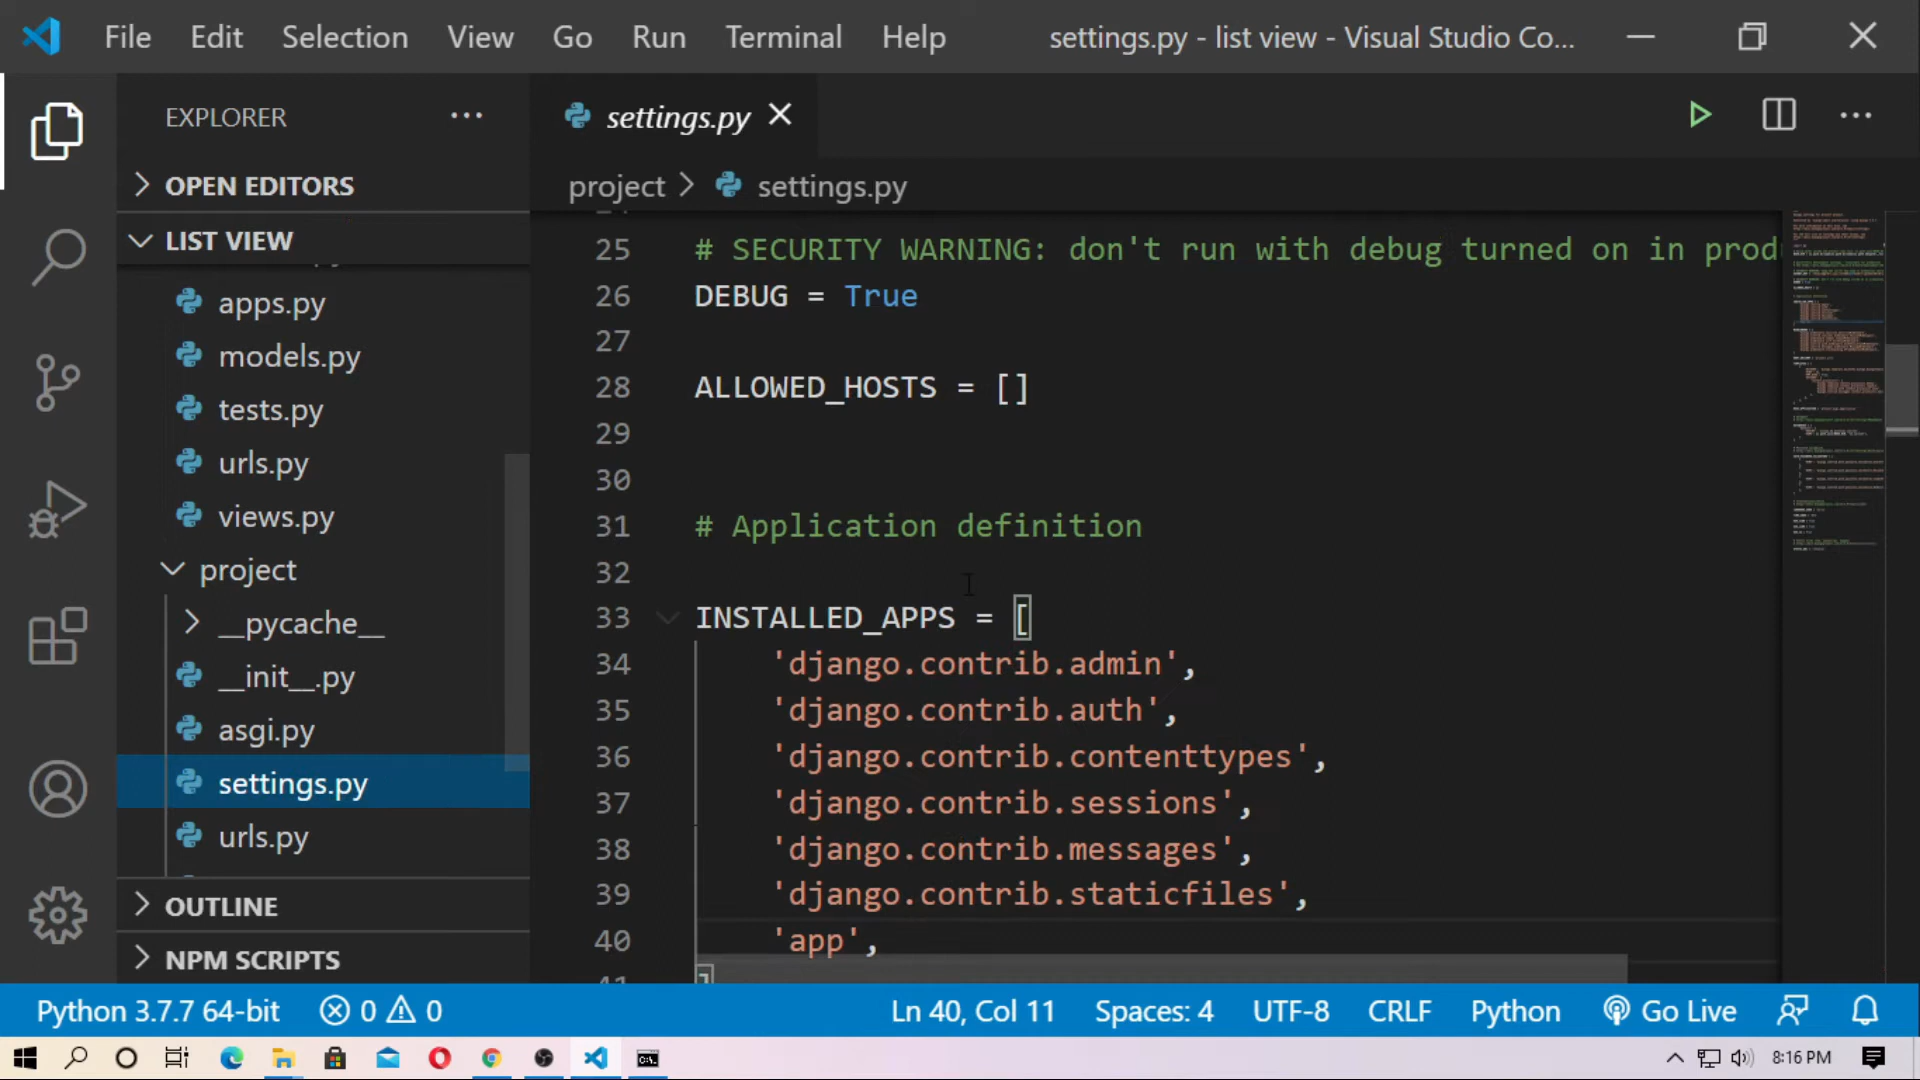 File Edit Selection View Go Run Terminal Help settings.py - list view - Visual Studio Co...
EXPLORER
OPEN EDITORS
LIST VIEW
apps.py
models.py
tests.py
urls.py
views.py
project
__pycache__
__init__.py
asgi.py
settings.py
urls.py
OUTLINE
NPM SCRIPTS
settings.py
project > settings.py
25 # SECURITY WARNING: don't run with debug turned on in prod
26 DEBUG = True
27
28 ALLOWED_HOSTS = []
29
30
31 # Application definition
32
33 INSTALLED_APPS = [
34 'django.contrib.admin',
35 'django.contrib.auth',
36 'django.contrib.contenttypes',
37 'django.contrib.sessions',
38 'django.contrib.messages',
39 'django.contrib.staticfiles',
40 'app',
41 ]
Python 3.7.7 64-bit 0 0 Ln 40, Col 11 Spaces: 4 UTF-8 CRLF Python Go Live
8:16 PM